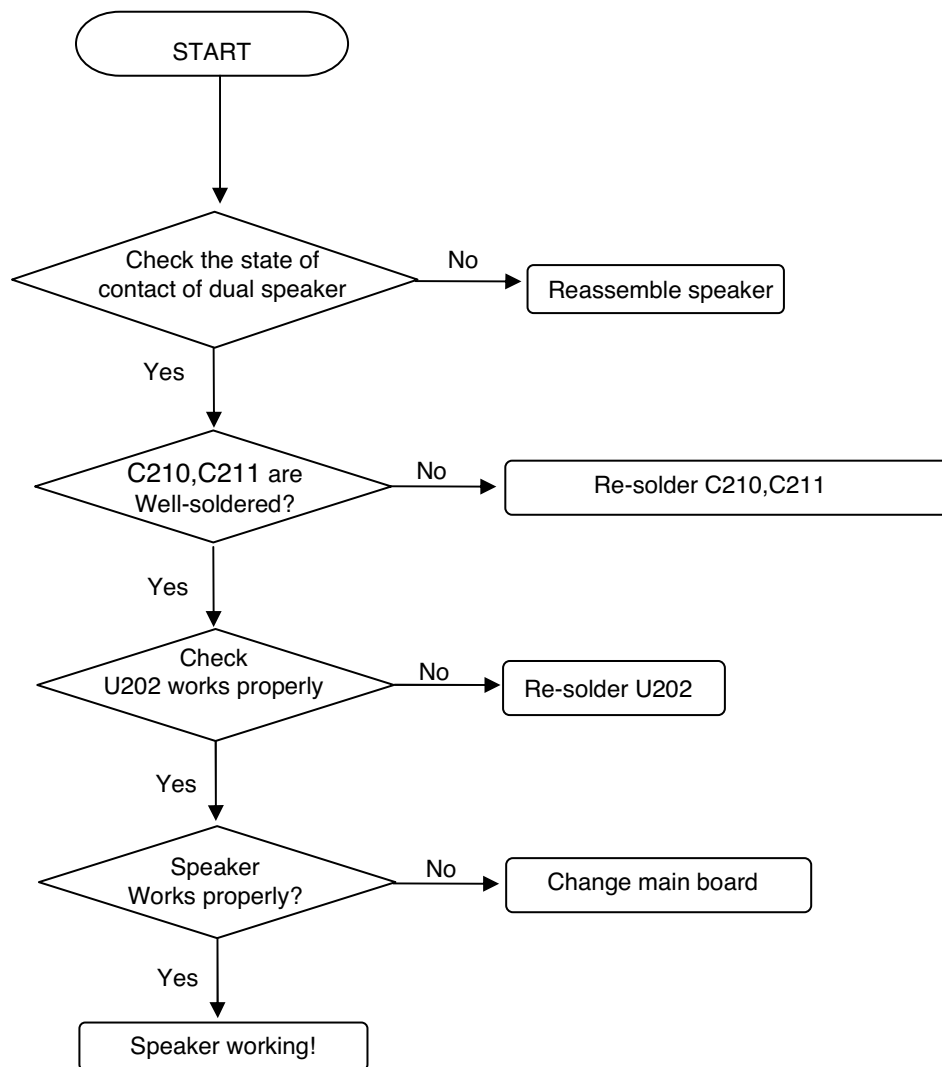 START
Check the state of
contact of dual speaker
No
Reassemble speaker
Yes
C210,C211 are
Well-soldered?
No
Re-solder C210,C211
Yes
Check
U202 works properly
No
Re-solder U202
Yes
Speaker
Works properly?
No
Change main board
Yes
Speaker working!